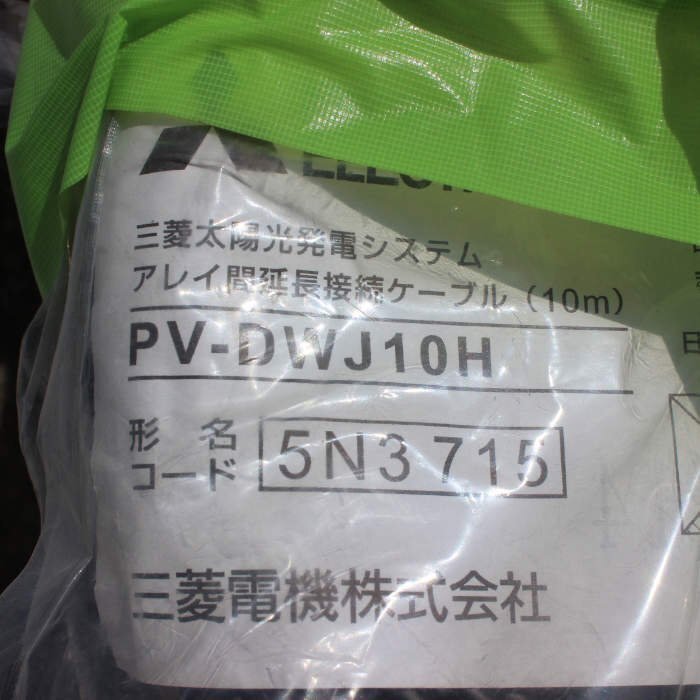 三菱太陽光発電システム
アレイ間延長接続ケーブル（10m）
PV-DWJ10H
形名
コード
5N3715
三菱電機株式会社